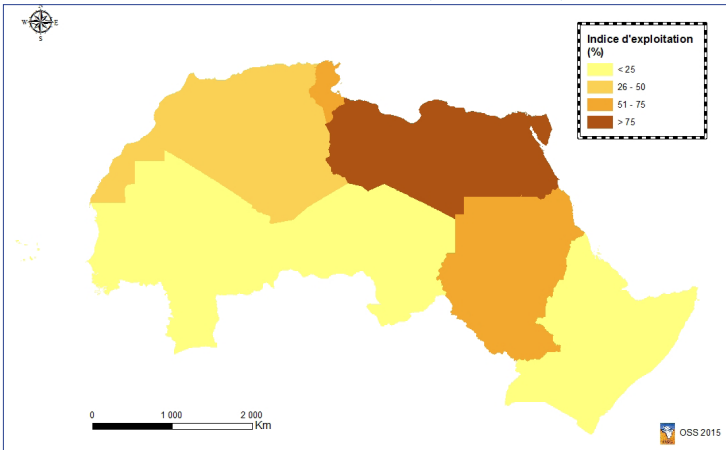 N
W
E
S
Indice d'exploitation
(%)
< 25
26 - 50
51 - 75
> 75
0 1 000 2 000
Km
OSS 2015